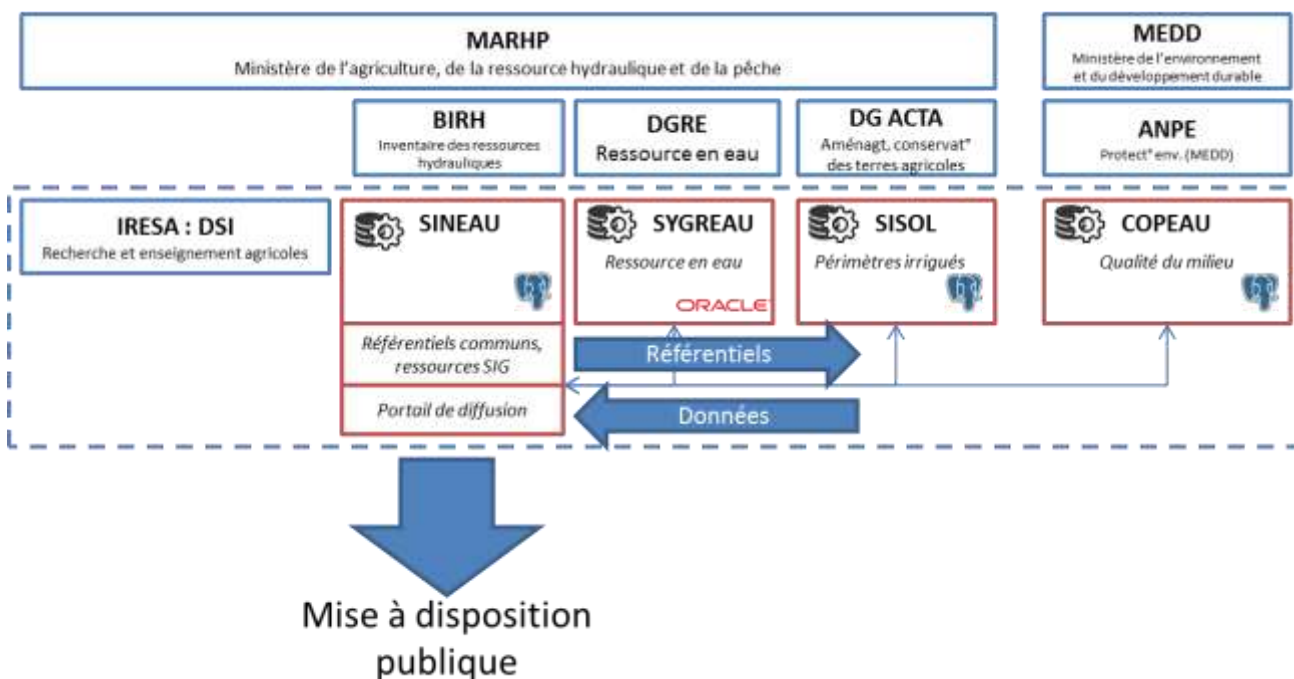 MARHP
Ministère de l'agriculture, de la ressource hydraulique et de la pêche
MEDD
Ministère de l'environnement
et du développement durable
BIRH
Inventaire des ressources
hydrauliques
DGRE
Ressource en eau
DG ACTA
Aménagt, conservat°
des terres agricoles
ANPE
Protect° env. (MEDD)
IRESA : DSI
Recherche et enseignement agricoles
SINEAU
SYGREAU
Ressource en eau
ORACLE
SISOL
Périmètres irrigués
COPEAU
Qualité du milieu
Référentiels communs,
ressources SIG
Référentiels
Portail de diffusion
Données
Mise à disposition
publique